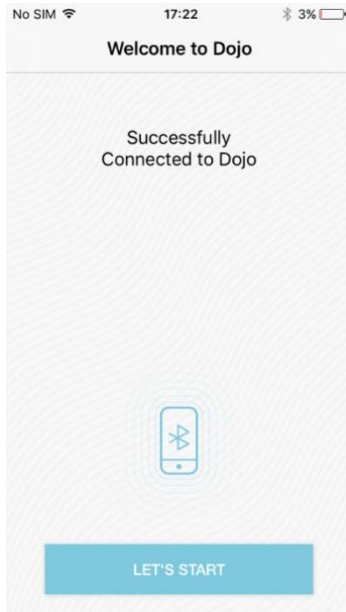 No SIM 17:22 3%
Welcome to Dojo
Successfully
Connected to Dojo
LET'S START